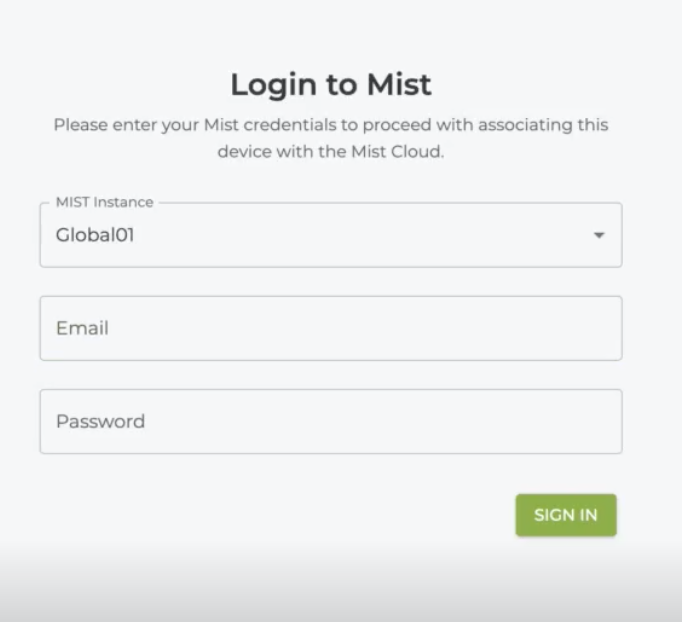 Login to Mist
Please enter your Mist credentials to proceed with associating this
device with the Mist Cloud.
MIST Instance
Global01
Email
Password
SIGN IN